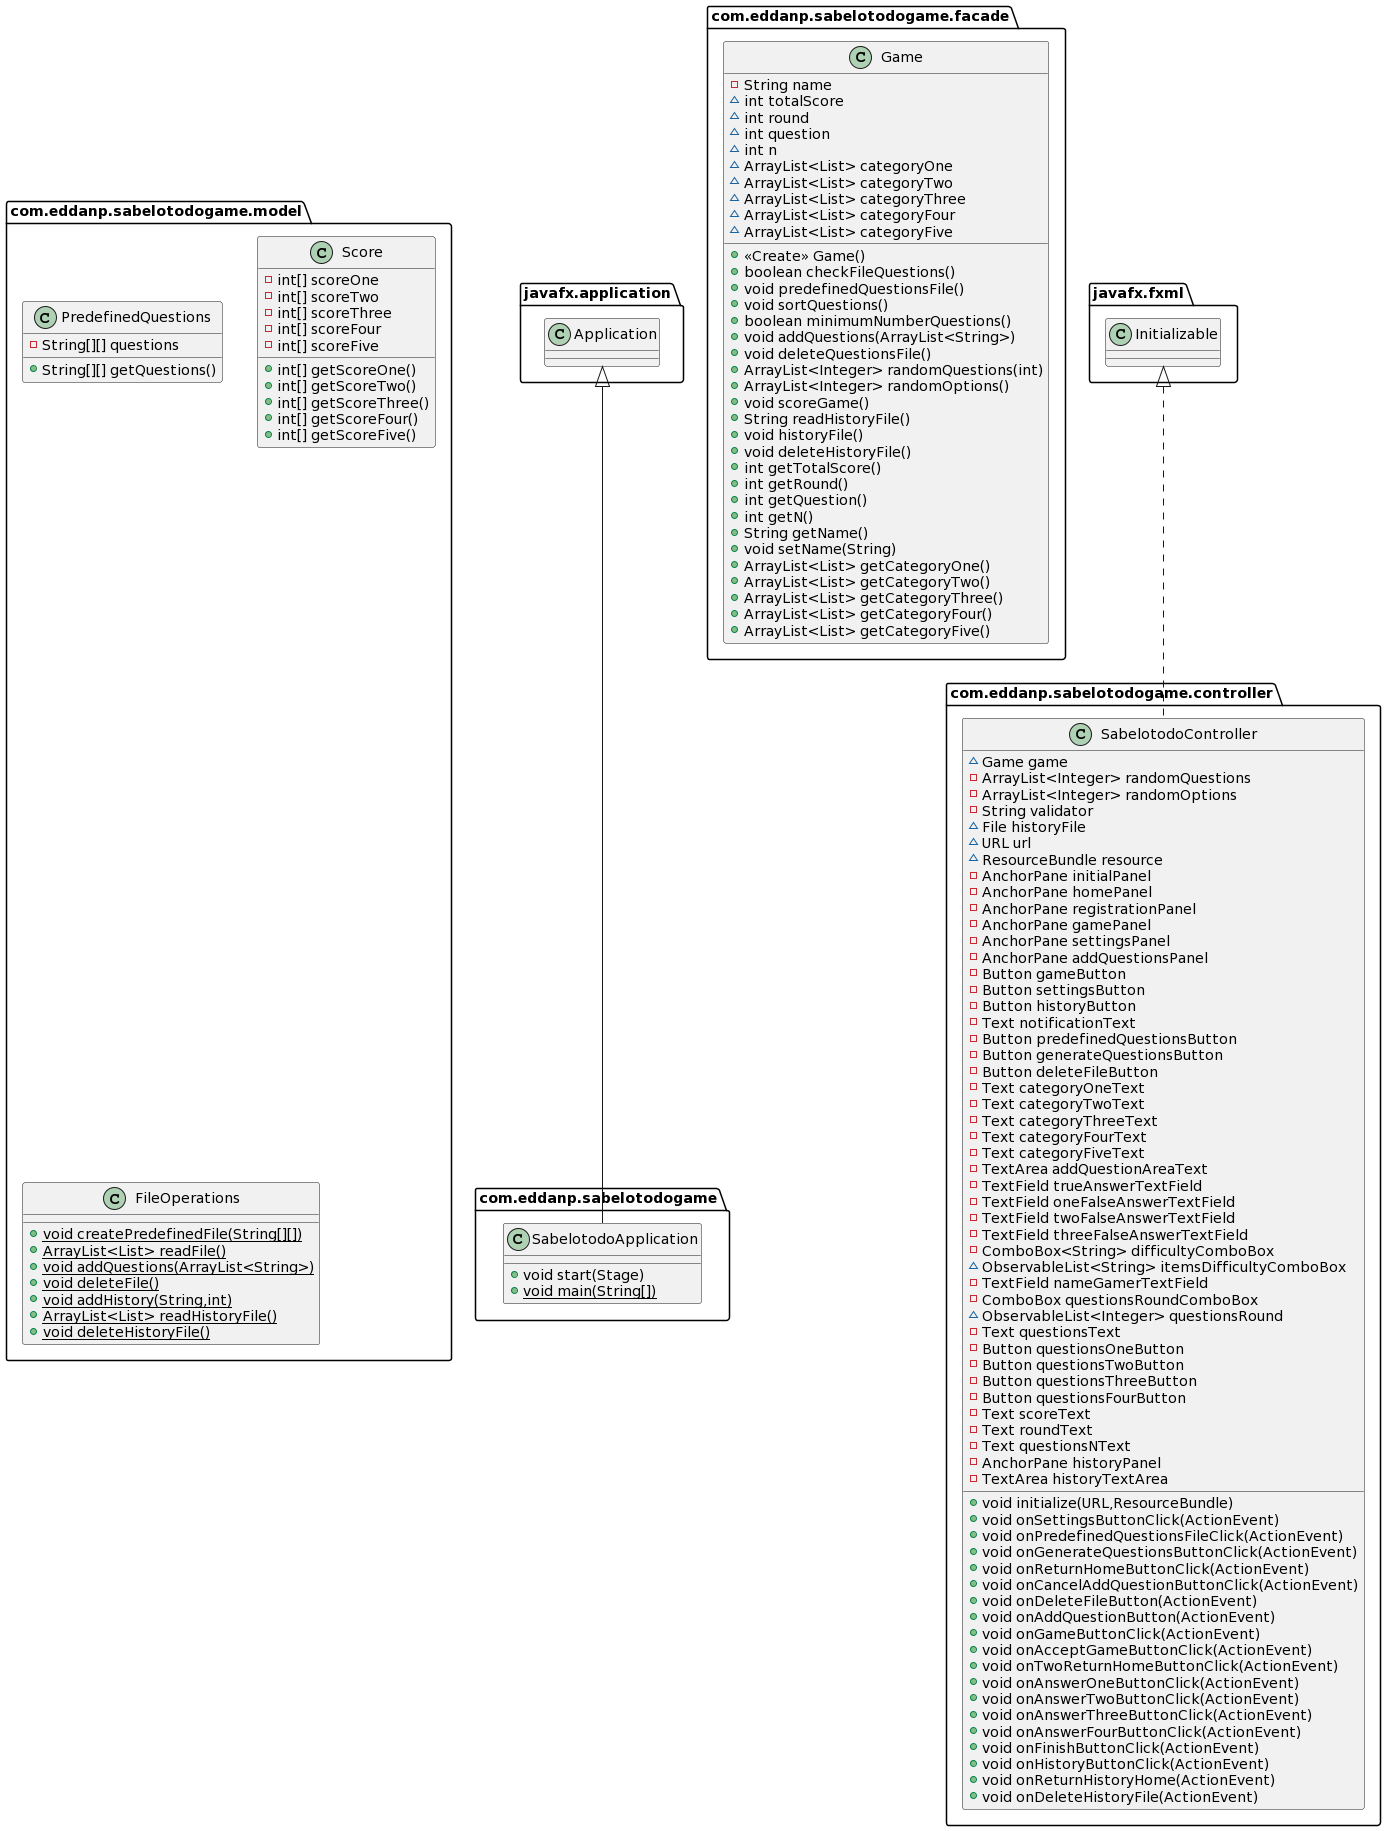 com.eddanp.sabelotodogame.facade
Game
String name
int totalScore
int round
int question
int n
ArrayList<List> categoryOne
ArrayList<List> categoryTwo
ArrayList<List> categoryThree
ArrayList<List> categoryFour
ArrayList<List> categoryFive
«Create» Game()
boolean checkFileQuestions()
void predefinedQuestionsFile()
void sortQuestions()
boolean minimumNumberQuestions()
void addQuestions(ArrayList<String>)
void deleteQuestionsFile()
ArrayList<Integer> randomQuestions(int)
ArrayList<Integer> randomOptions()
void scoreGame()
String readHistoryFile()
void historyFile()
void deleteHistoryFile()
int getTotalScore()
int getRound()
int getQuestion()
int getN()
String getName()
void setName(String)
ArrayList<List> getCategoryOne()
ArrayList<List> getCategoryTwo()
ArrayList<List> getCategoryThree()
ArrayList<List> getCategoryFour()
ArrayList<List> getCategoryFive()
com.eddanp.sabelotodogame.model
Score
int[] scoreOne
int[] scoreTwo
int[] scoreThree
int[] scoreFour
int[] scoreFive
int[] getScoreOne()
int[] getScoreTwo()
int[] getScoreThree()
int[] getScoreFour()
int[] getScoreFive()
PredefinedQuestions
String[][] questions
String[][] getQuestions()
javafx.application
Application
javafx.fxml
Initializable
com.eddanp.sabelotodogame.controller
SabelotodoController
Game game
ArrayList<Integer> randomQuestions
ArrayList<Integer> randomOptions
String validator
File historyFile
URL url
ResourceBundle resource
AnchorPane initialPanel
AnchorPane homePanel
AnchorPane registrationPanel
AnchorPane gamePanel
AnchorPane settingsPanel
AnchorPane addQuestionsPanel
Button gameButton
Button settingsButton
Button historyButton
Text notificationText
Button predefinedQuestionsButton
Button generateQuestionsButton
Button deleteFileButton
Text categoryOneText
Text categoryTwoText
Text categoryThreeText
Text categoryFourText
Text categoryFiveText
TextArea addQuestionAreaText
TextField trueAnswerTextField
TextField oneFalseAnswerTextField
TextField twoFalseAnswerTextField
TextField threeFalseAnswerTextField
ComboBox<String> difficultyComboBox
ObservableList<String> itemsDifficultyComboBox
TextField nameGamerTextField
ComboBox questionsRoundComboBox
ObservableList<Integer> questionsRound
Text questionsText
Button questionsOneButton
Button questionsTwoButton
Button questionsThreeButton
Button questionsFourButton
Text scoreText
Text roundText
Text questionsNText
AnchorPane historyPanel
TextArea historyTextArea
void initialize(URL,ResourceBundle)
void onSettingsButtonClick(ActionEvent)
void onPredefinedQuestionsFileClick(ActionEvent)
void onGenerateQuestionsButtonClick(ActionEvent)
void onReturnHomeButtonClick(ActionEvent)
void onCancelAddQuestionButtonClick(ActionEvent)
void onDeleteFileButton(ActionEvent)
void onAddQuestionButton(ActionEvent)
void onGameButtonClick(ActionEvent)
void onAcceptGameButtonClick(ActionEvent)
void onTwoReturnHomeButtonClick(ActionEvent)
void onAnswerOneButtonClick(ActionEvent)
void onAnswerTwoButtonClick(ActionEvent)
void onAnswerThreeButtonClick(ActionEvent)
void onAnswerFourButtonClick(ActionEvent)
void onFinishButtonClick(ActionEvent)
void onHistoryButtonClick(ActionEvent)
void onReturnHistoryHome(ActionEvent)
void onDeleteHistoryFile(ActionEvent)
FileOperations
void createPredefinedFile(String[][])
ArrayList<List> readFile()
void addQuestions(ArrayList<String>)
void deleteFile()
void addHistory(String,int)
ArrayList<List> readHistoryFile()
void deleteHistoryFile()
com.eddanp.sabelotodogame
SabelotodoApplication
void start(Stage)
void main(String[])